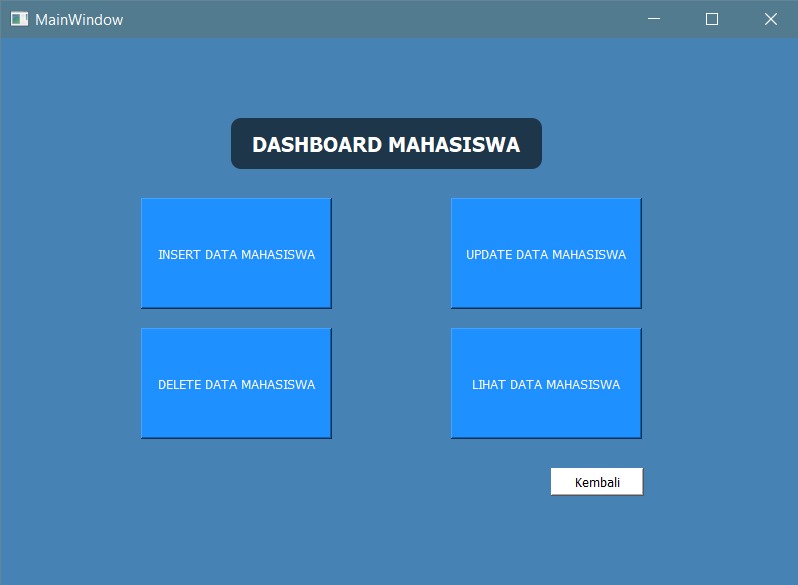 MainWindow
DASHBOARD MAHASISWA
INSERT DATA MAHASISWA
UPDATE DATA MAHASISWA
DELETE DATA MAHASISWA
LIHAT DATA MAHASISWA
Kembali